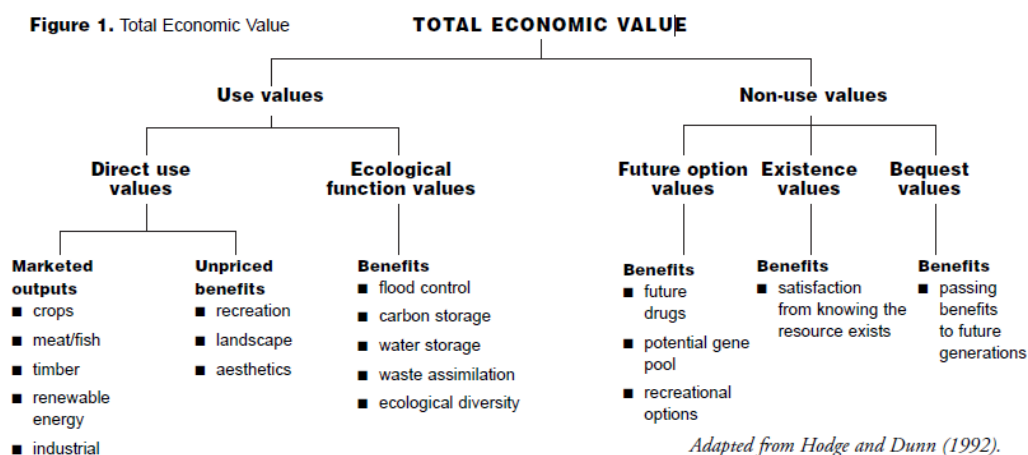 Figure 1. Total Economic Value
TOTAL ECONOMIC VALUE
Use values
Non-use values
Direct use
values
Ecological
function values
Future option
values
Existence
values
Bequest
values
Marketed
outputs
■ crops
■ meat/fish
■ timber
■ renewable
energy
■ industrial
Unpriced
benefits
■ recreation
■ landscape
■ aesthetics
Benefits
■ flood control
■ carbon storage
■ water storage
■ waste assimilation
■ ecological diversity
Benefits
■ future
drugs
■ potential gene
pool
■ recreational
options
Benefits
■ satisfaction
from knowing the
resource exists
Benefits
■ passing
benefits
to future
generations
Adapted from Hodge and Dunn (1992).